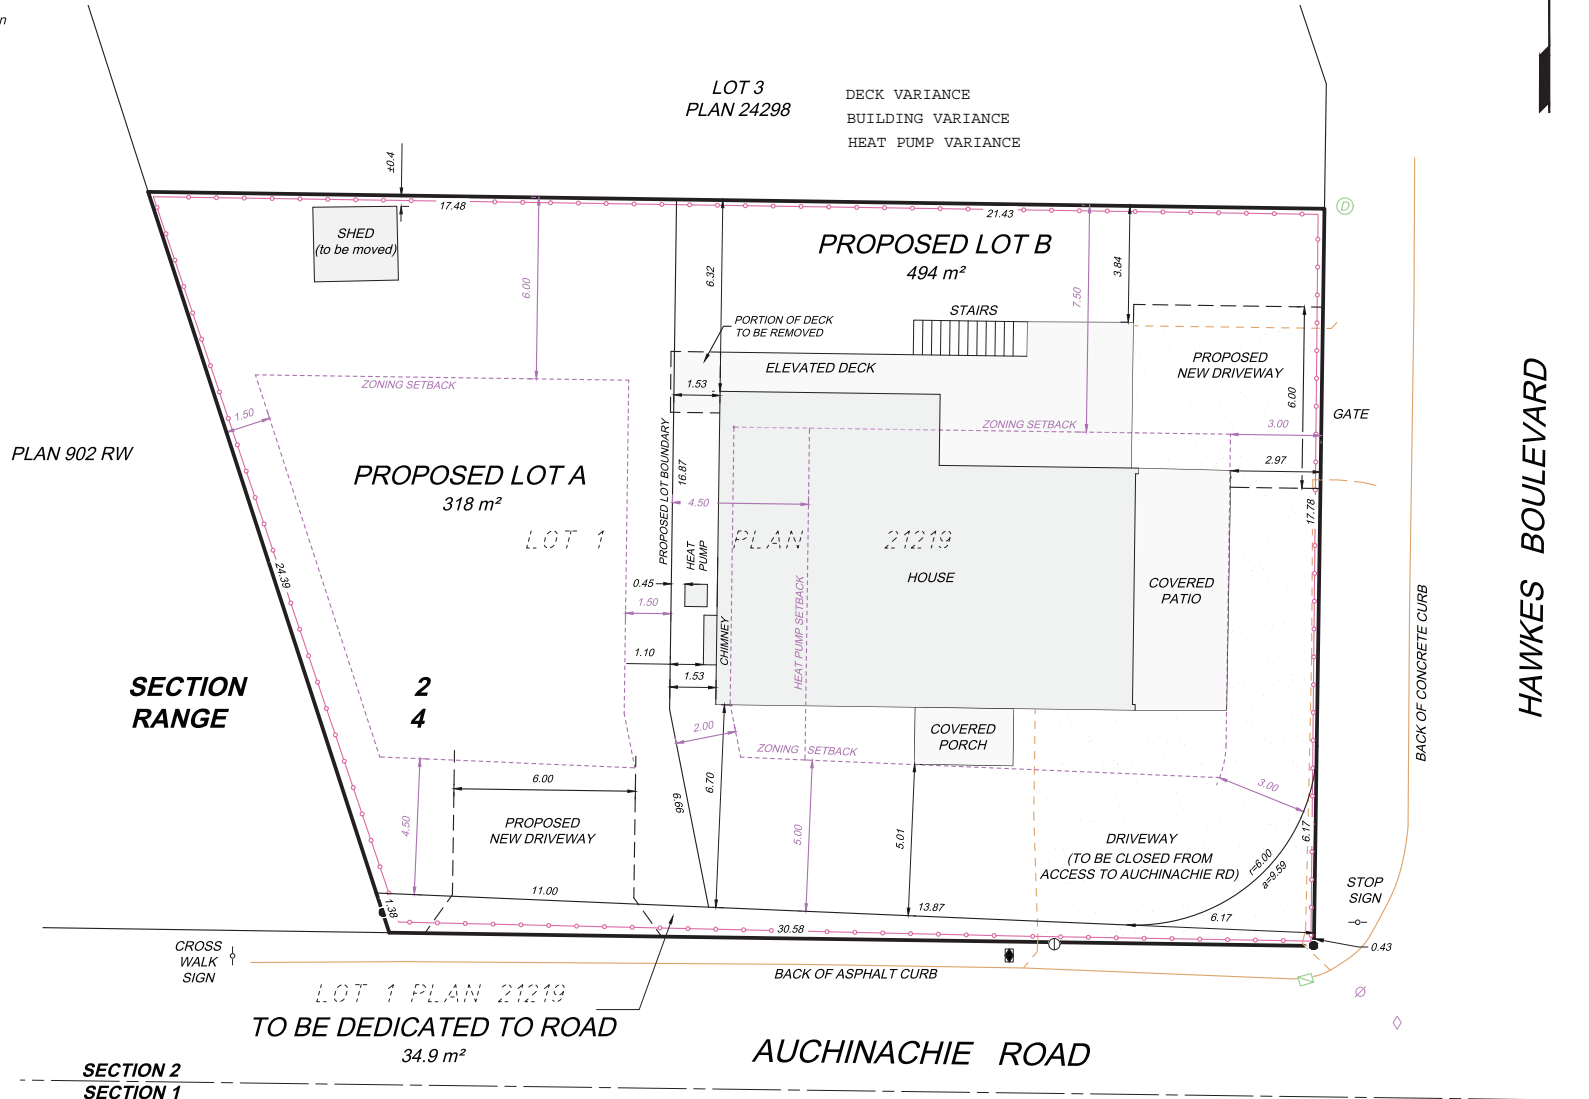 n
LOT 3
PLAN 24298
DECK VARIANCE
BUILDING VARIANCE
HEAT PUMP VARIANCE
±0.4
17.48
21.43
D
SHED
(to be moved)
6.00
6.32
PROPOSED LOT B
494 m²
7.50
3.84
STAIRS
PORTION OF DECK
TO BE REMOVED
ELEVATED DECK
PROPOSED
NEW DRIVEWAY
6.00
ZONING SETBACK
1.53
1.50
GATE
ZONING SETBACK
3.00
2.97
PLAN 902 RW
PROPOSED LOT A
318 m²
PROPOSED LOT BOUNDARY
16.87
4.50
17.78
LOT 1 PLAN 21219
HEAT
PUMP
HOUSE
COVERED
PATIO
24.39
0.45
1.50
HEAT PUMP SETBACK
CHIMNEY
1.10
1.53
HAWKES BOULEVARD
BACK OF CONCRETE CURB
SECTION 2
RANGE 4
2.00
COVERED
PORCH
ZONING SETBACK
6.00
6.70
9.66
3.00
4.50
PROPOSED
NEW DRIVEWAY
5.00
5.01
DRIVEWAY
(TO BE CLOSED FROM
ACCESS TO AUCHINACHIE RD)
r=6.00
a=9.59
6.17
STOP
SIGN
11.00
1.38
13.87
6.17
30.58
0.43
CROSS
WALK
SIGN
BACK OF ASPHALT CURB
LOT 1 PLAN 21219
TO BE DEDICATED TO ROAD
34.9 m²
AUCHINACHIE ROAD
SECTION 2
SECTION 1